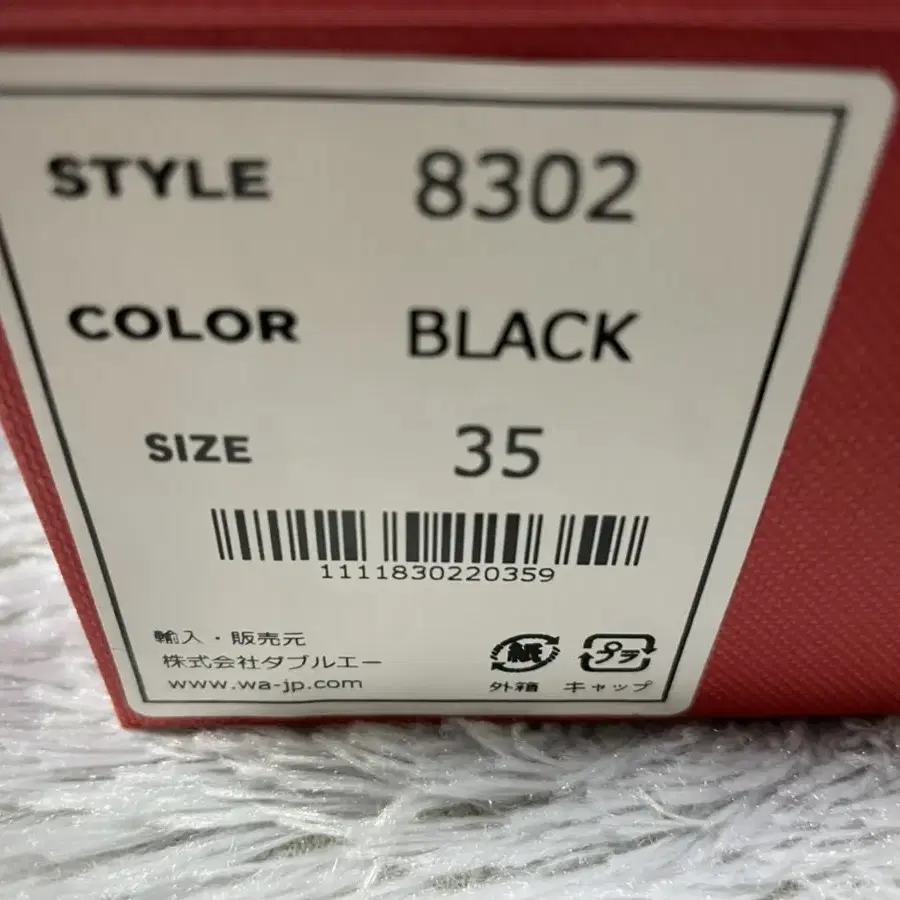 STYLE 8302
COLOR BLACK
SIZE 35
1111830220359
輸入・販売元
株式会社ダブルエー
www.wa-jp.com
紙 プラ
外箱 キャップ